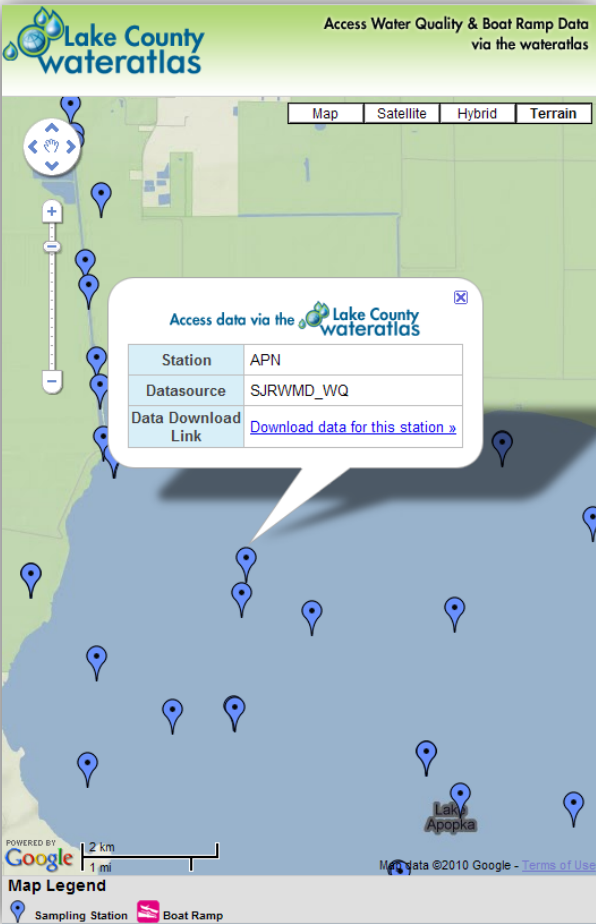 Lake County
wateratlas
Access Water Quality & Boat Ramp Data
via the wateratlas
Map Satellite Hybrid Terrain
Access data via the Lake County
wateratlas
Station APN
Datasource SJRWMD_WQ
Data Download
Link
Download data for this station »
Lake
Apopka
POWERED BY
Google
2 km
1 mi
Map data ©2010 Google - Terms of Use
Map Legend
Sampling Station Boat Ramp